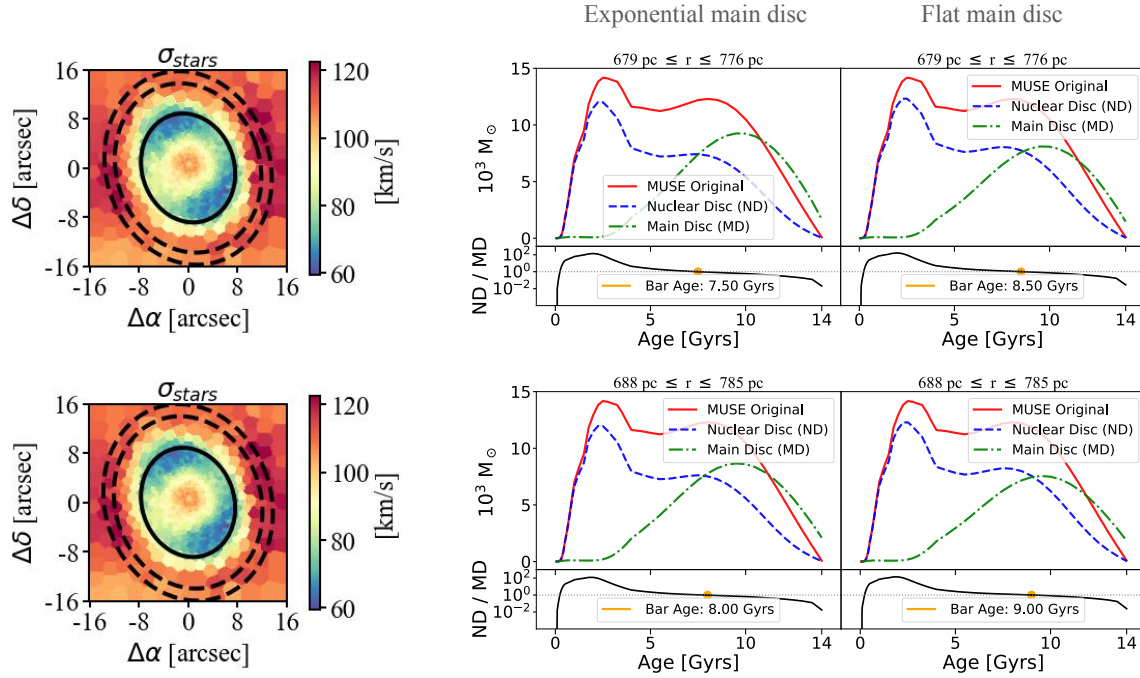 Exponential main disc
Flat main disc
σ_stars
16
8
0
-8
-16
Δδ [arcsec]
-16
-8
0
8
16
Δα [arcsec]
120
100
80
60
[km/s]
679 pc ≤ r ≤ 776 pc
15
10
5
0
10³ M⊙
MUSE Original
Nuclear Disc (ND)
Main Disc (MD)
10²
10⁰
10⁻²
ND / MD
Bar Age: 7.50 Gyrs
0
5
10
14
Age [Gyrs]
679 pc ≤ r ≤ 776 pc
MUSE Original
Nuclear Disc (ND)
Main Disc (MD)
Bar Age: 8.50 Gyrs
0
5
10
14
Age [Gyrs]
σ_stars
16
8
0
-8
-16
Δδ [arcsec]
-16
-8
0
8
16
Δα [arcsec]
120
100
80
60
[km/s]
688 pc ≤ r ≤ 785 pc
15
10
5
0
10³ M⊙
MUSE Original
Nuclear Disc (ND)
Main Disc (MD)
10²
10⁰
10⁻²
ND / MD
Bar Age: 8.00 Gyrs
0
5
10
14
Age [Gyrs]
688 pc ≤ r ≤ 785 pc
MUSE Original
Nuclear Disc (ND)
Main Disc (MD)
Bar Age: 9.00 Gyrs
0
5
10
14
Age [Gyrs]